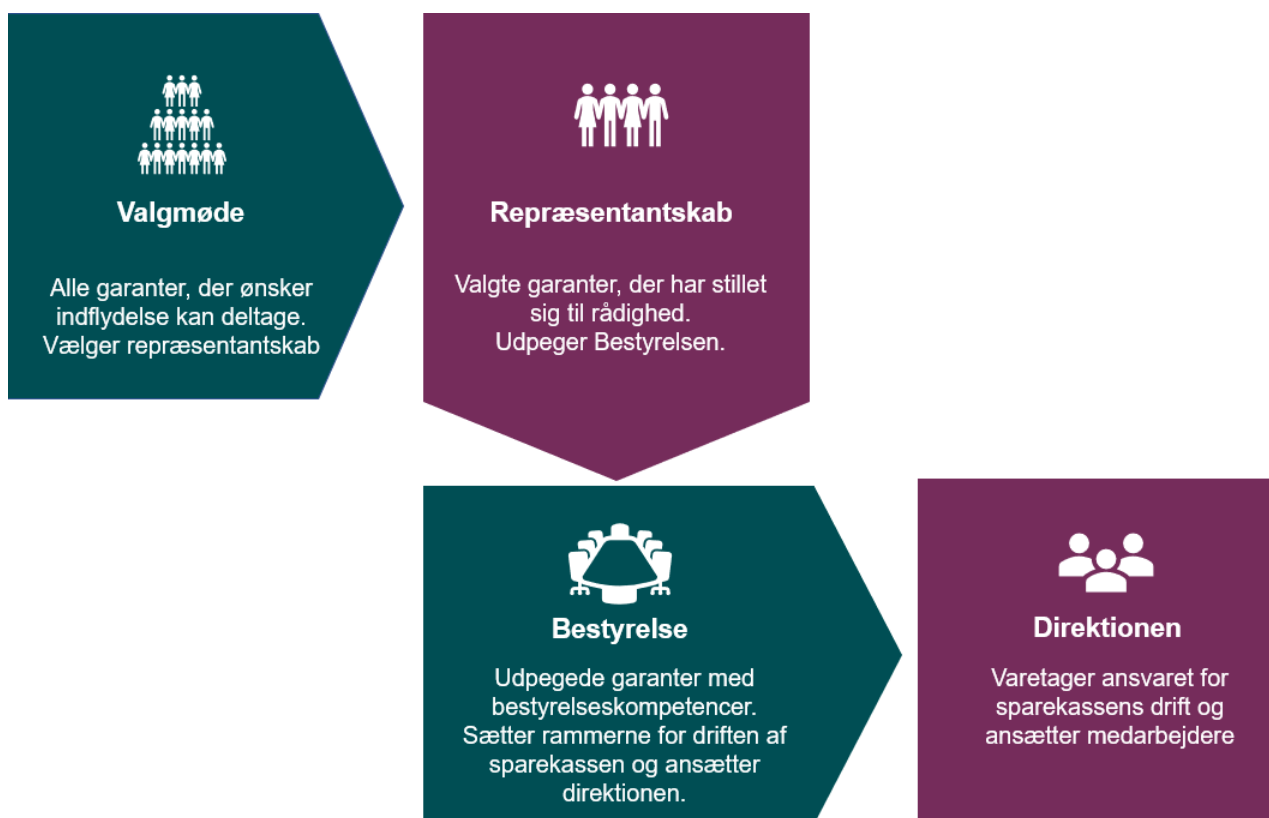 Valgmøde
Alle garanter, der ønsker
indflydelse kan deltage.
Vælger repræsentantskab
Repræsentantskab
Valgte garanter, der har stillet
sig til rådighed.
Udpeger Bestyrelsen.
Bestyrelse
Udpegede garanter med
bestyrelseskompetencer.
Sætter rammerne for driften af
sparekassen og ansætter
direktionen.
Direktionen
Varetager ansvaret for
sparekassens drift og
ansætter medarbejdere